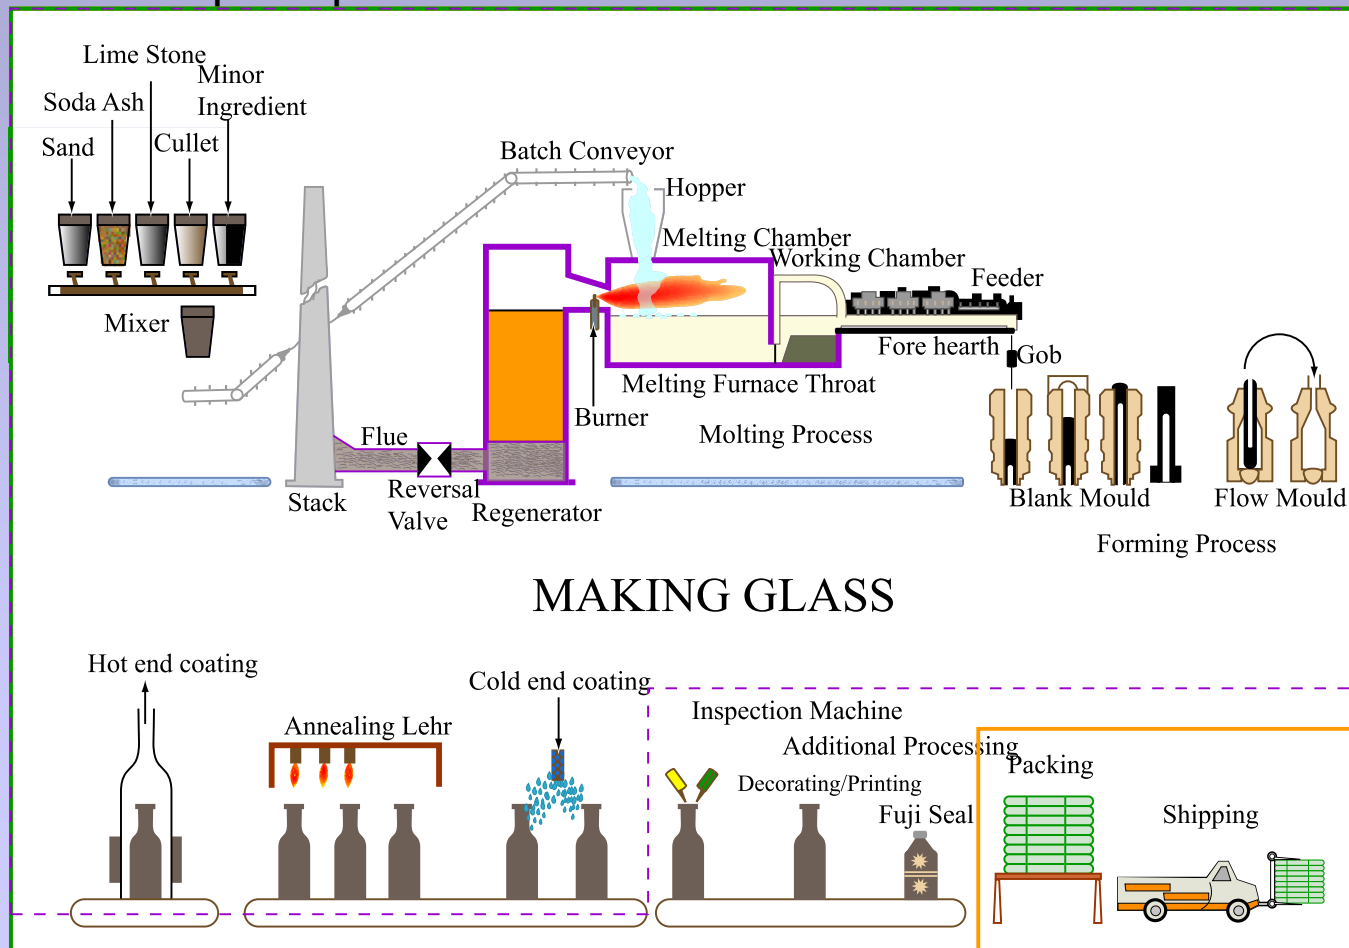 Lime Stone
Minor
Ingredient
Soda Ash
Sand
Cullet
Mixer
Batch Conveyor
Hopper
Melting Chamber
Working Chamber
Feeder
Fore hearth
Gob
Melting Furnace Throat
Burner
Molting Process
Flue
Reversal
Valve
Regenerator
Stack
Blank Mould
Flow Mould
Forming Process
MAKING GLASS
Hot end coating
Annealing Lehr
Cold end coating
Inspection Machine
Additional Processing
Decorating/Printing
Fuji Seal
Packing
Shipping